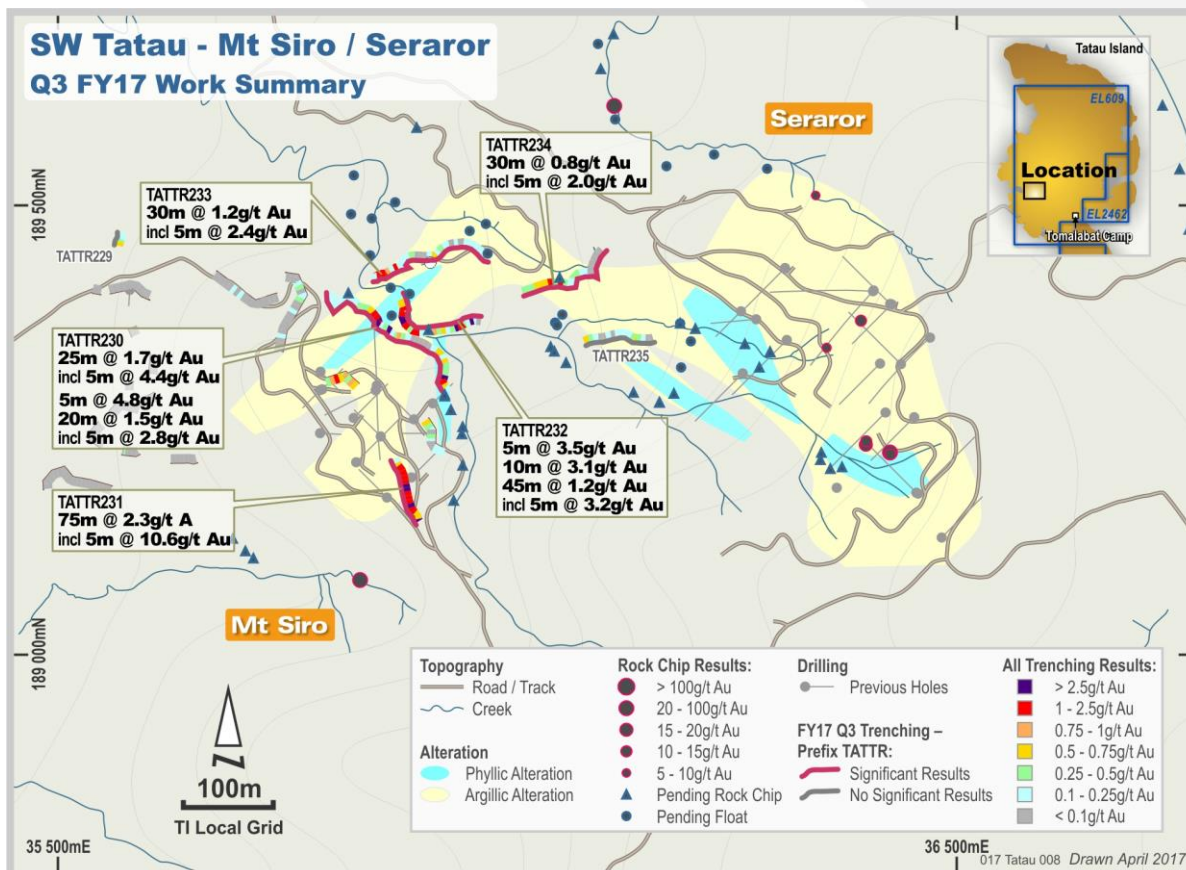 SW Tatau - Mt Siro / Seraror
Q3 FY17 Work Summary
Tatau Island
EL609
Location
EL2462
Tomalabat Camp
Seraror
TATTR234
30m @ 0.8g/t Au
incl 5m @ 2.0g/t Au
TATTR233
30m @ 1.2g/t Au
incl 5m @ 2.4g/t Au
189 500mN
TATTR229
TATTR230
25m @ 1.7g/t Au
incl 5m @ 4.4g/t Au
5m @ 4.8g/t Au
20m @ 1.5g/t Au
incl 5m @ 2.8g/t Au
TATTR235
TATTR232
5m @ 3.5g/t Au
10m @ 3.1g/t Au
45m @ 1.2g/t Au
incl 5m @ 3.2g/t Au
TATTR231
75m @ 2.3g/t A
incl 5m @ 10.6g/t Au
Mt Siro
189 000mN
N
100m
TI Local Grid
Topography
Road / Track
Creek
Alteration
Phyllic Alteration
Argillic Alteration
Rock Chip Results:
> 100g/t Au
20 - 100g/t Au
15 - 20g/t Au
10 - 15g/t Au
5 - 10g/t Au
Pending Rock Chip
Pending Float
Drilling
Previous Holes
FY17 Q3 Trenching –
Prefix TATTR:
Significant Results
No Significant Results
All Trenching Results:
> 2.5g/t Au
1 - 2.5g/t Au
0.75 - 1g/t Au
0.5 - 0.75g/t Au
0.25 - 0.5g/t Au
0.1 - 0.25g/t Au
< 0.1g/t Au
35 500mE
36 500mE
017 Tatau 008 Drawn April 2017